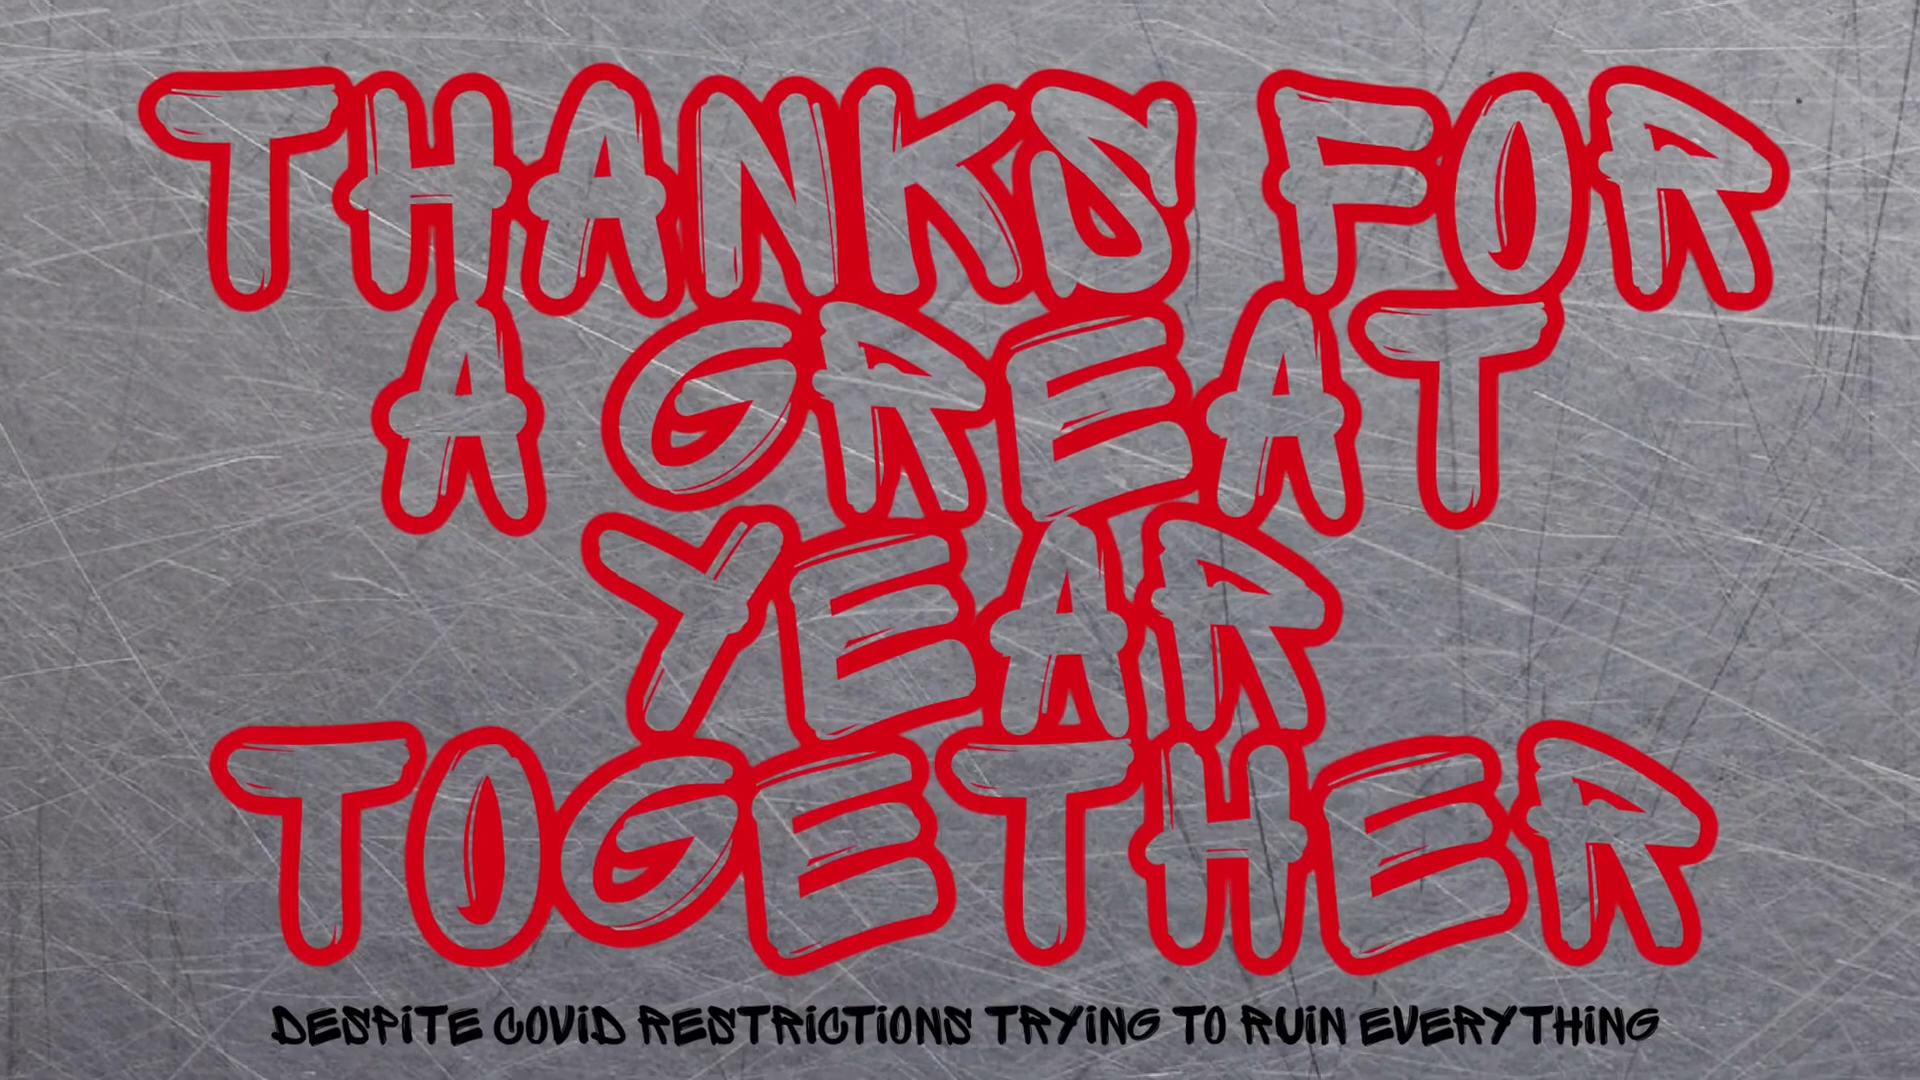 THANKS FOR
A GREAT
YEAR
TOGETHER
DESPITE COVID RESTRICTIONS TRYING TO RUIN EVERYTHING